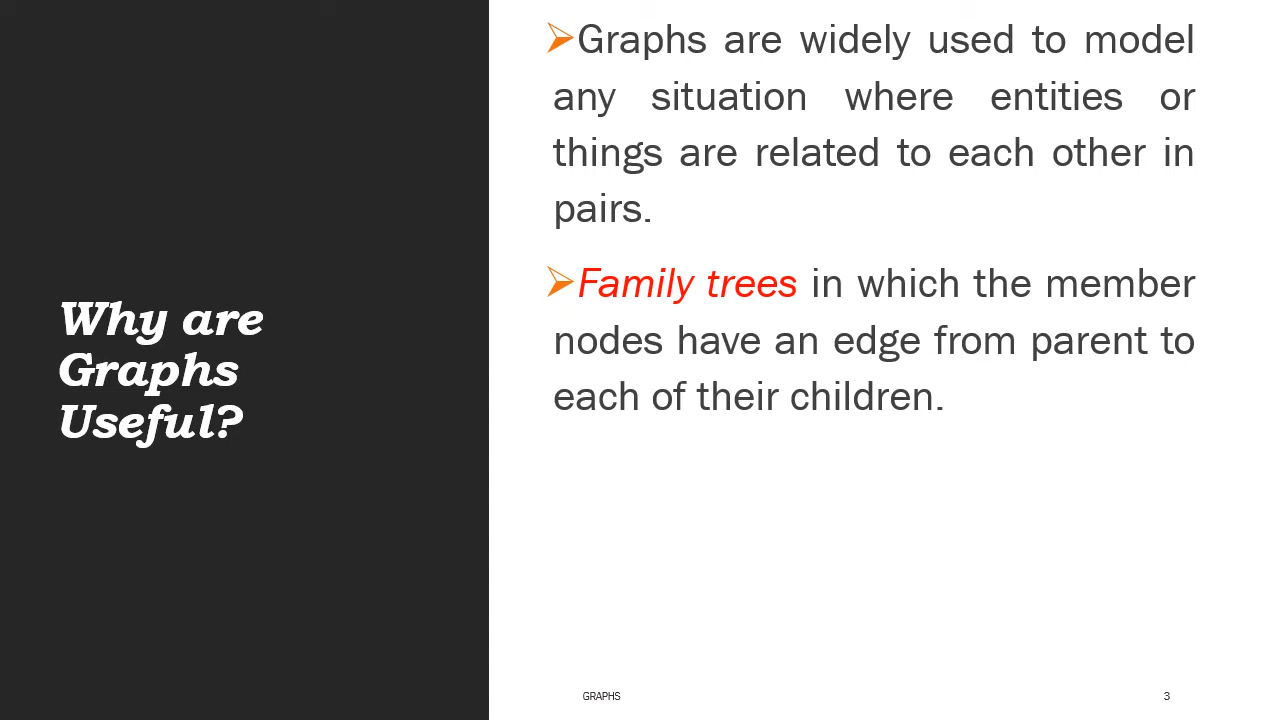 Why are
Graphs
Useful?
➢Graphs are widely used to model
any situation where entities or
things are related to each other in
pairs.
➢Family trees in which the member
nodes have an edge from parent to
each of their children.
GRAPHS
3